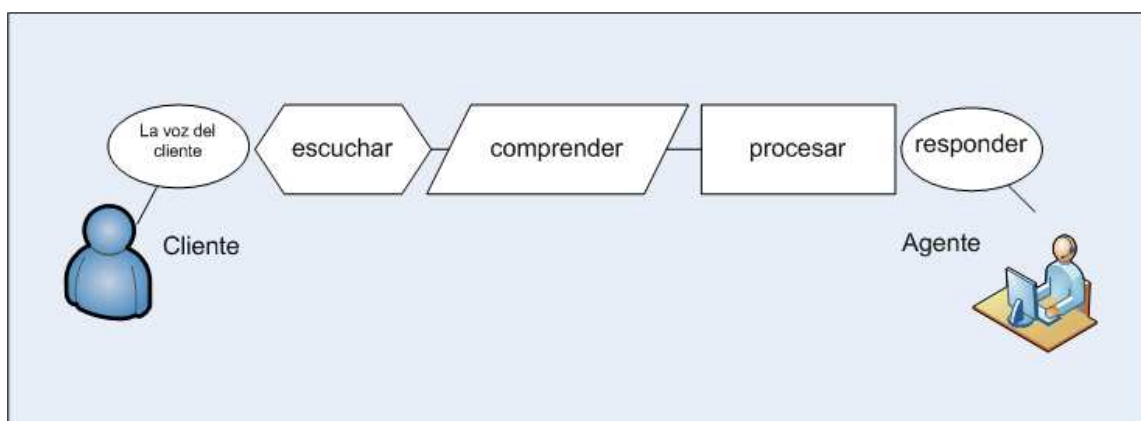 La voz del
cliente
escuchar
comprender
procesar
responder
Cliente
Agente